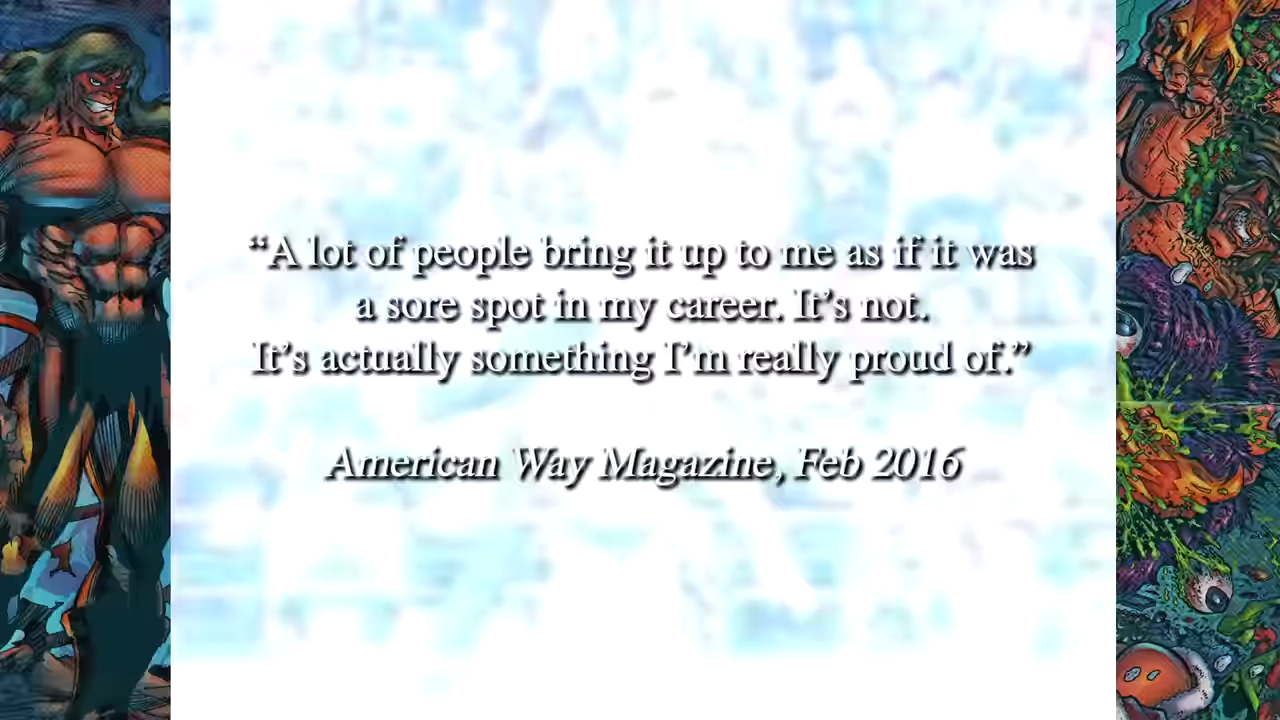 “A lot of people bring it up to me as if it was
a sore spot in my career. It’s not.
It’s actually something I’m really proud of.”
American Way Magazine, Feb 2016